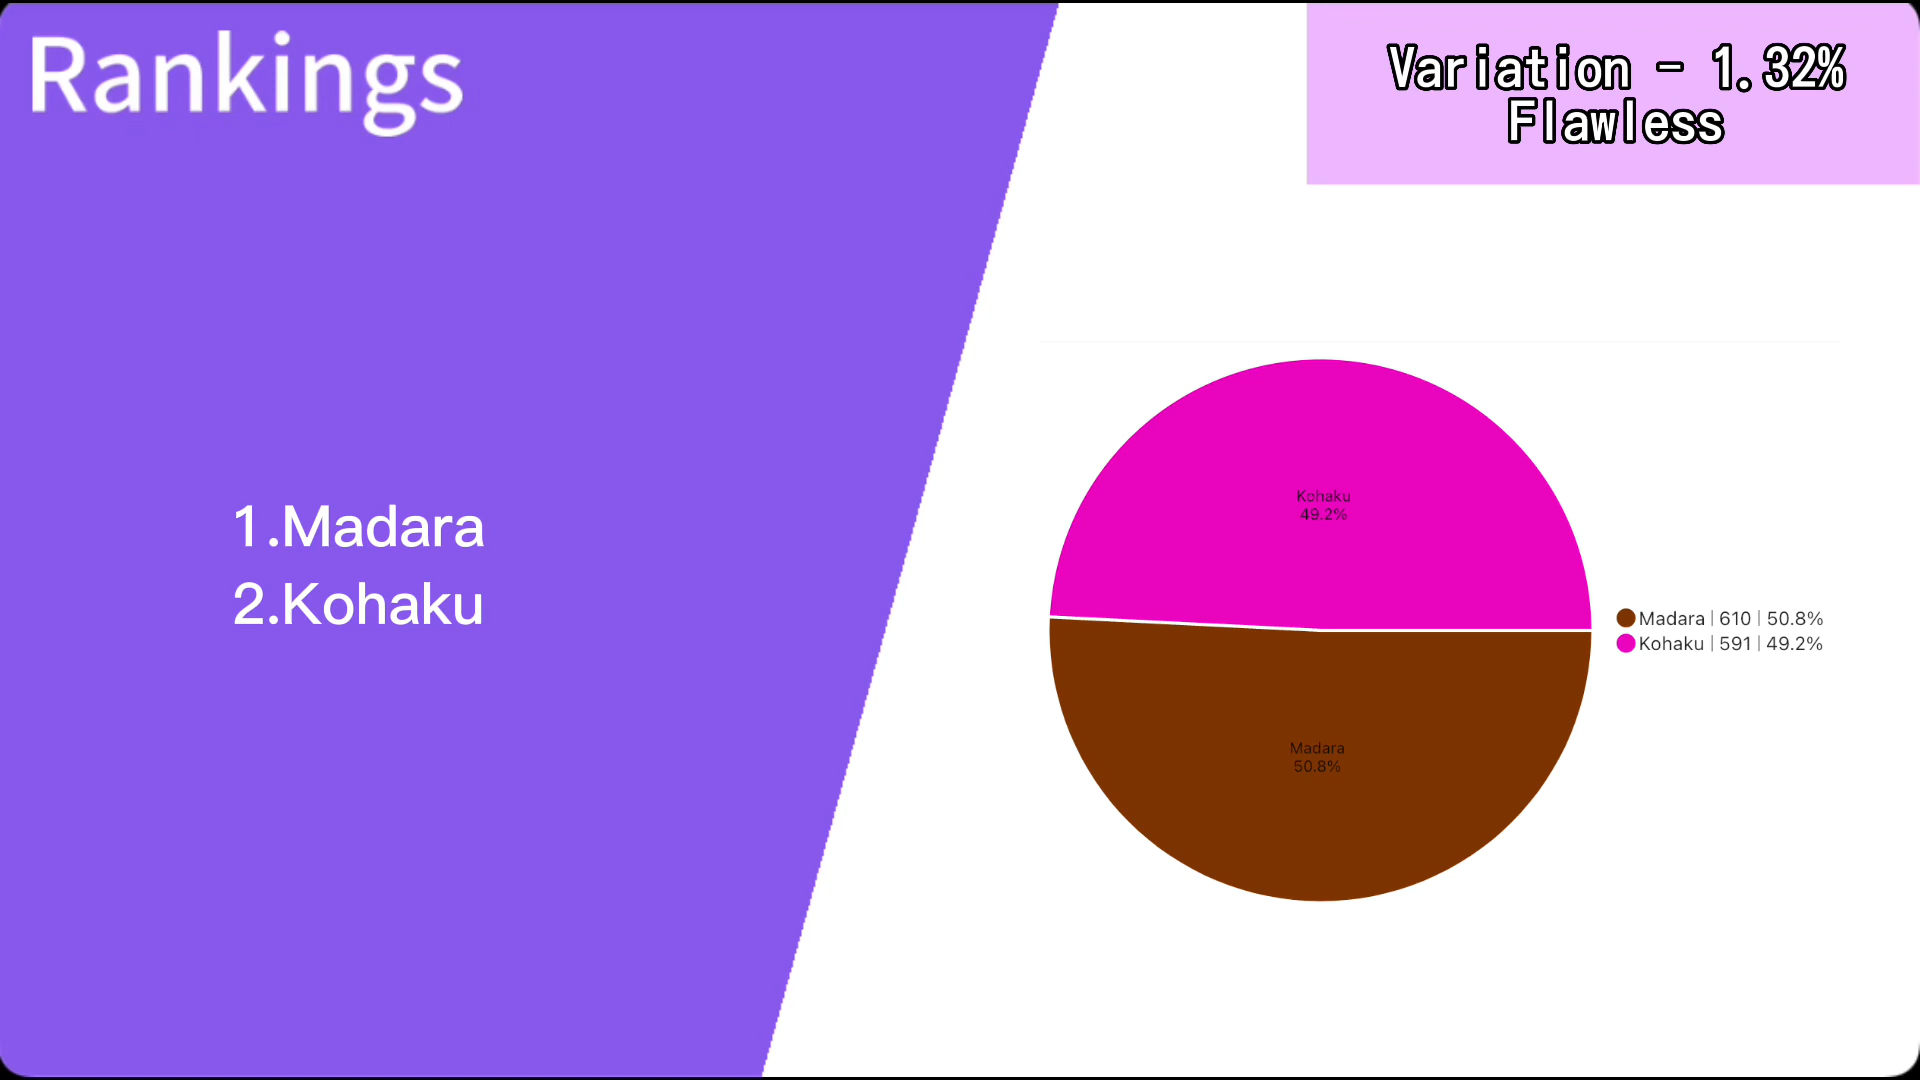 Rankings
Variation - 1.32%
Flawless
1.Madara
2.Kohaku
Kohaku
49.2%
Madara | 610 | 50.8%
Kohaku | 591 | 49.2%
Madara
50.8%